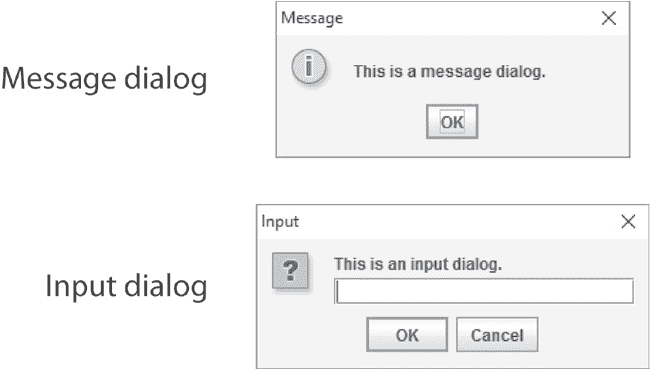 Message
Message dialog
This is a message dialog.
OK
Input
This is an input dialog.
Input dialog
OK
Cancel